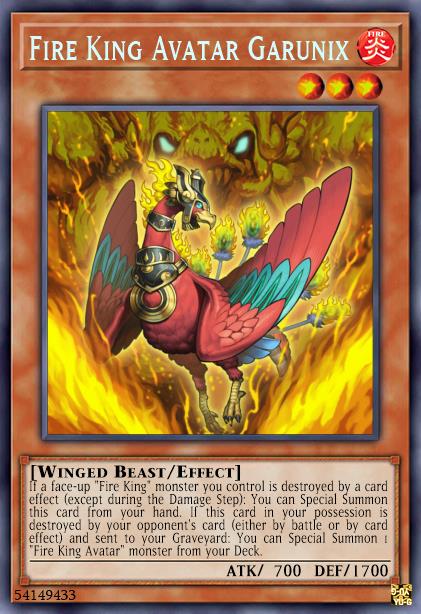 FIRE KING AVATAR GARUNIX
FIRE
炎
[WINGED BEAST/EFFECT]
If a face-up "Fire King" monster you control is destroyed by a card
effect (except during the Damage Step): You can Special Summon
this card from your hand. If this card in your possession is
destroyed by your opponent's card (either by battle or by card
effect) and sent to your Graveyard: You can Special Summon 1
"Fire King Avatar" monster from your Deck.
ATK/ 700 DEF/1700
54149433